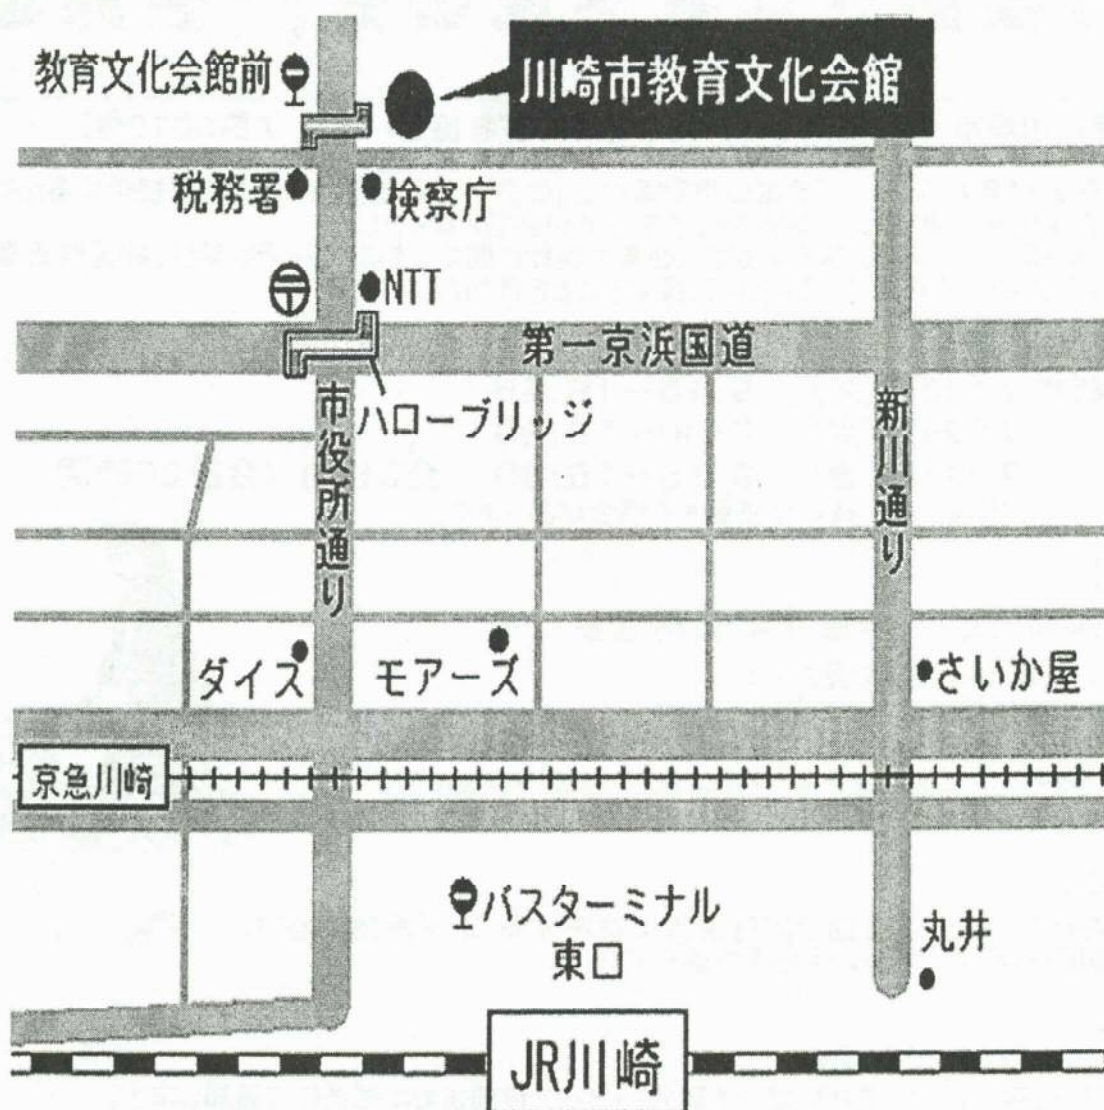 教育文化会館前
川崎市教育文化会館
税務署
検察庁
NTT
第一京浜国道
ハローブリッジ
市役所通り
新川通り
ダイス
モアーズ
さいか屋
京急川崎
バスターミナル
東口
丸井
JR川崎